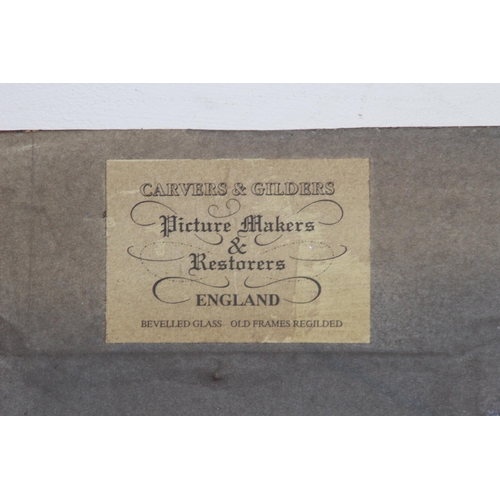 CARVERS & GILDERS
Picture Makers
&
Restorers
ENGLAND
BEVELLED GLASS OLD FRAMES REGILDED